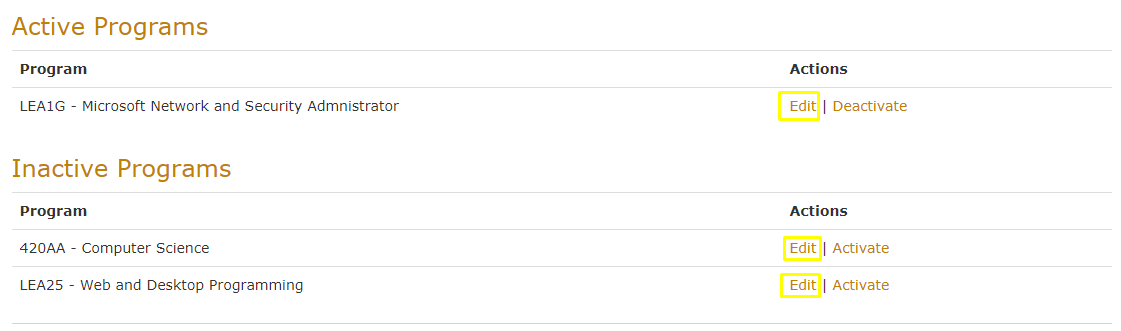 Active Programs
Program Actions
LEA1G - Microsoft Network and Security Admnistrator Edit | Deactivate
Inactive Programs
Program Actions
420AA - Computer Science Edit | Activate
LEA25 - Web and Desktop Programming Edit | Activate